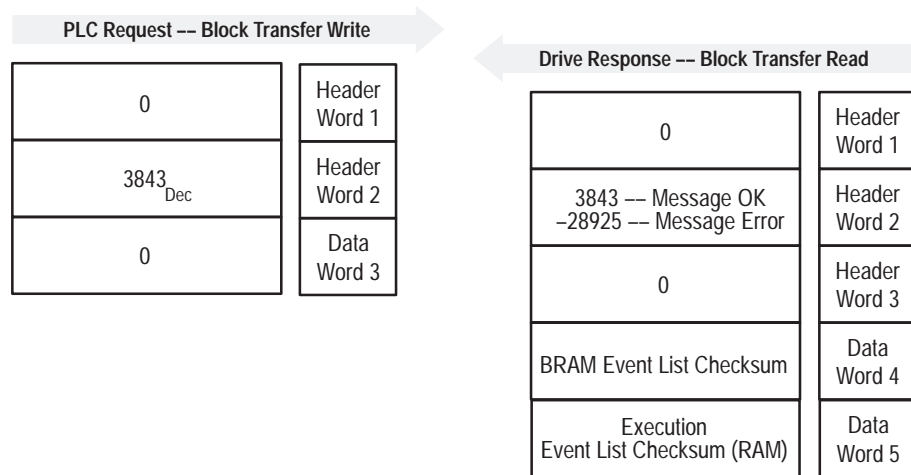 PLC Request –– Block Transfer Write
0
Header
Word 1
3843Dec
Header
Word 2
0
Data
Word 3
Drive Response –– Block Transfer Read
0
Header
Word 1
3843 –– Message OK
–28925 –– Message Error
Header
Word 2
0
Header
Word 3
BRAM Event List Checksum
Data
Word 4
Execution
Event List Checksum (RAM)
Data
Word 5